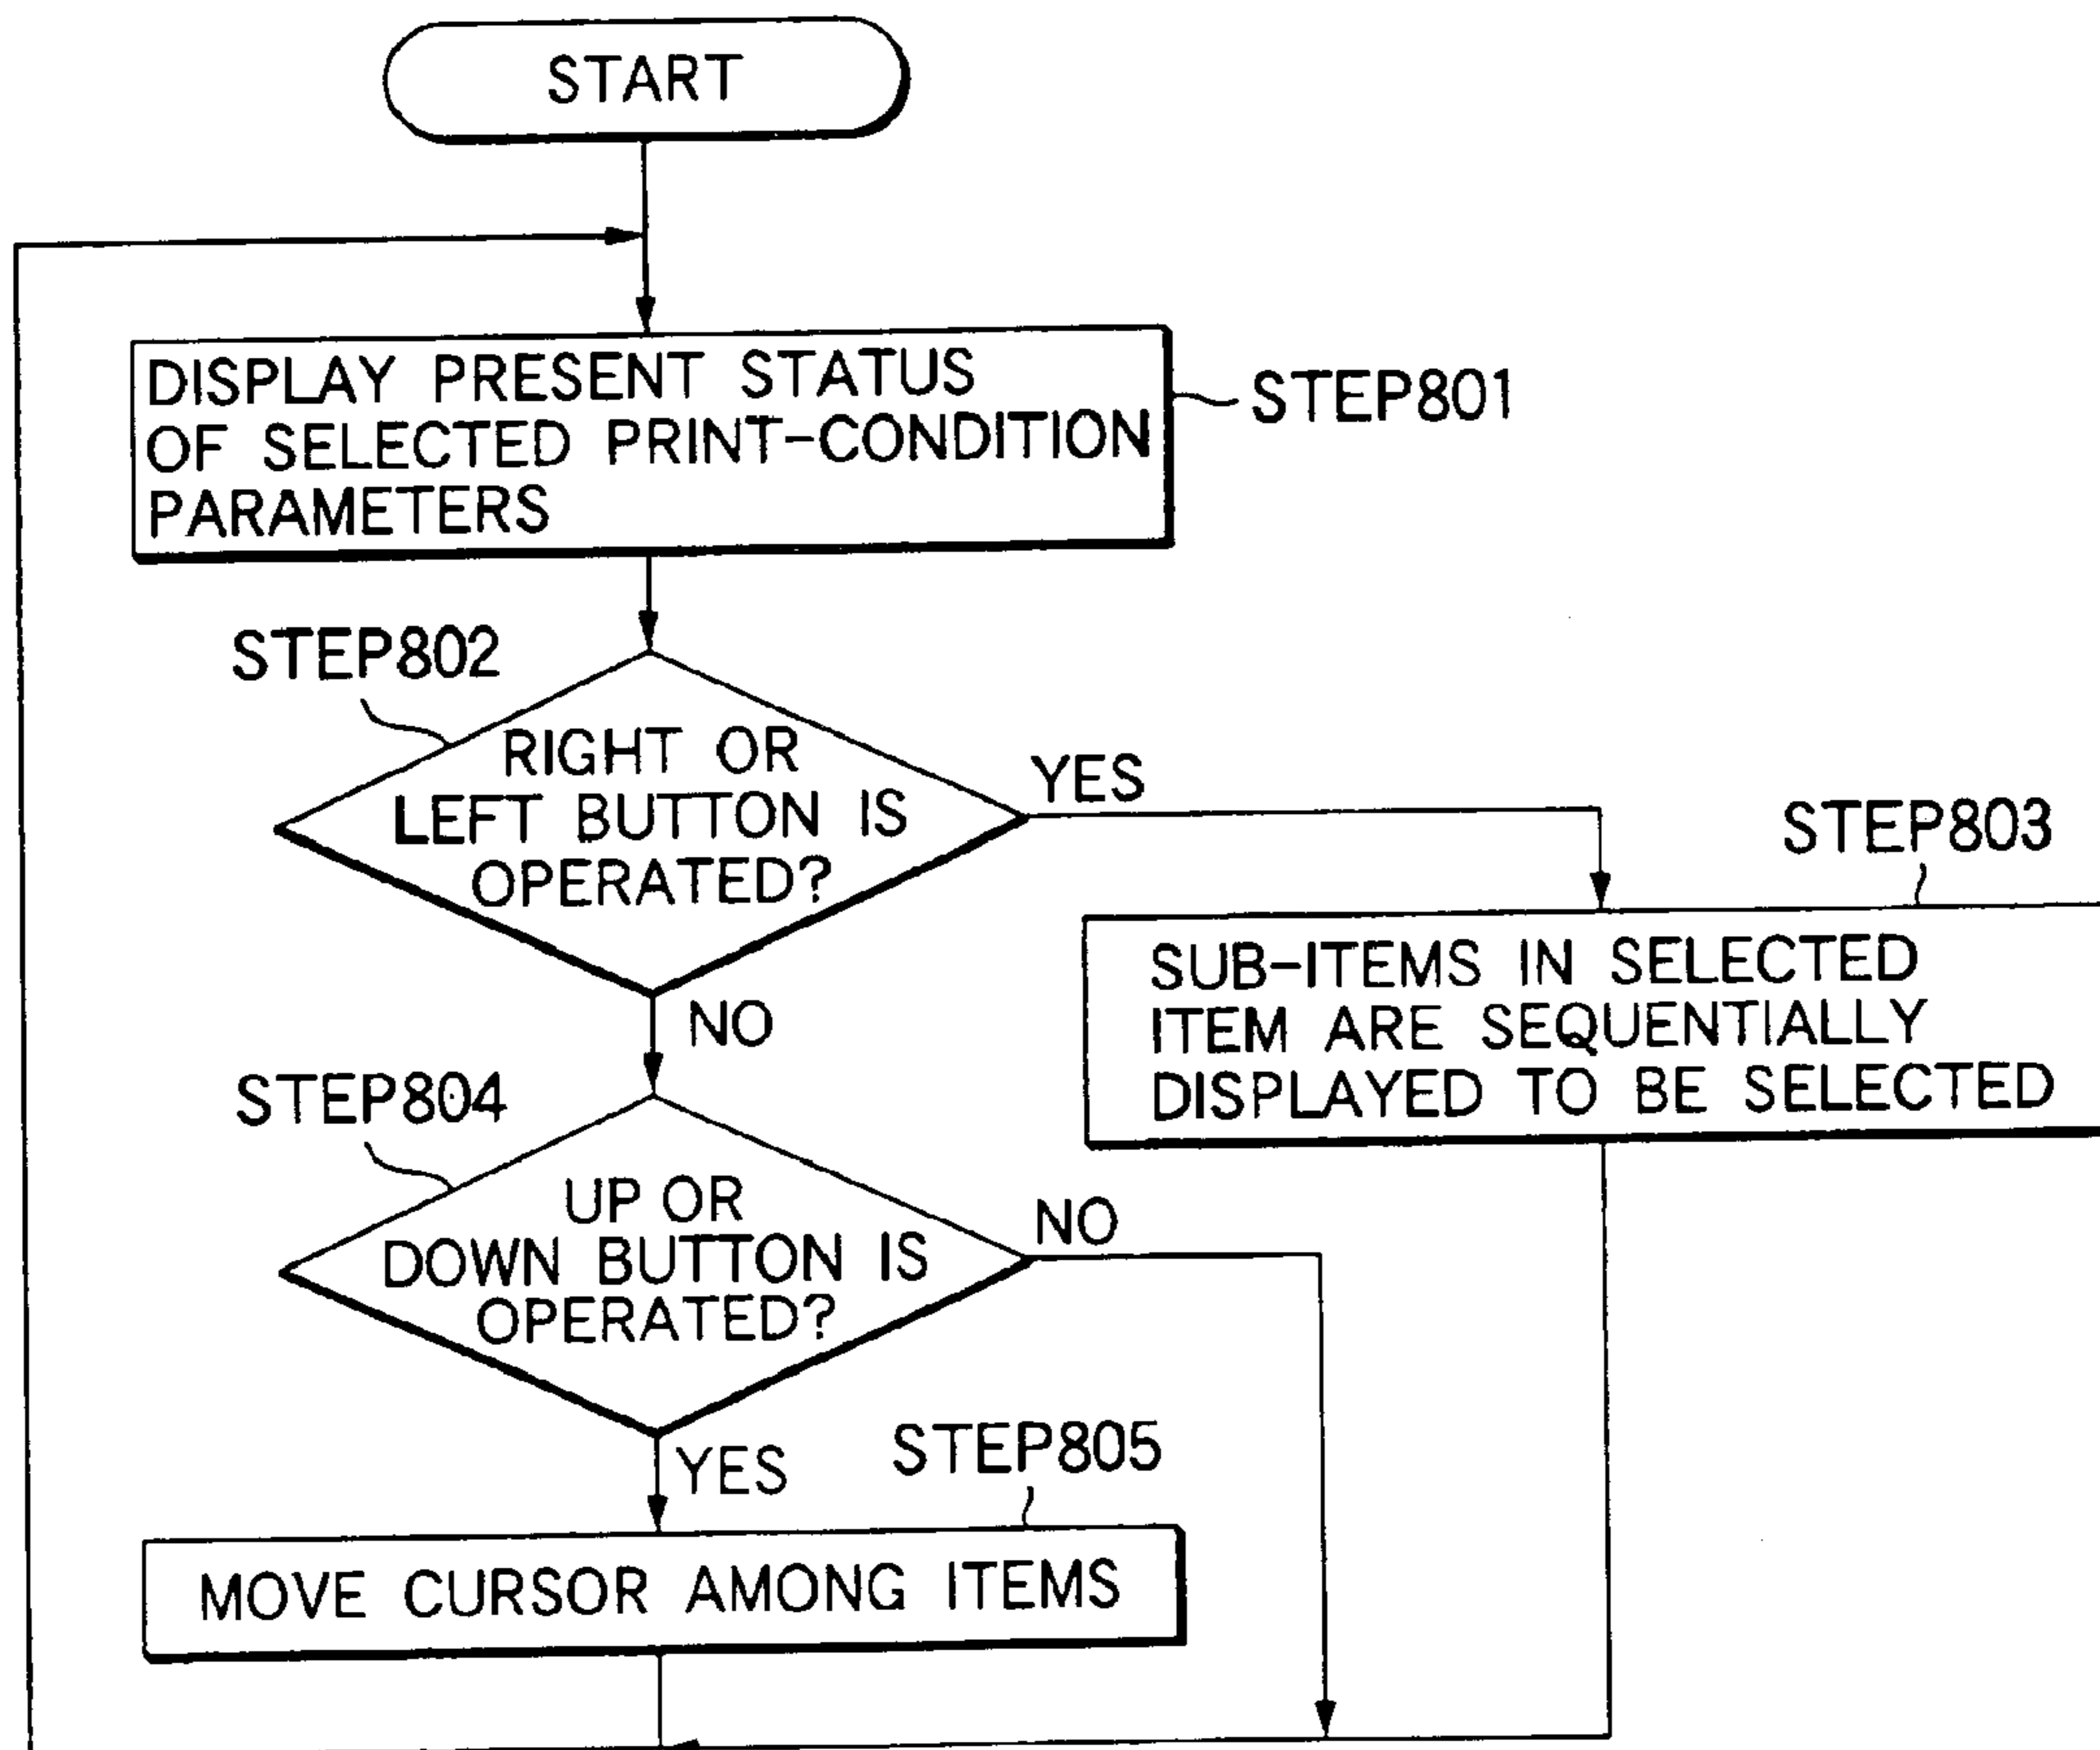 START
DISPLAY PRESENT STATUS
OF SELECTED PRINT-CONDITION
PARAMETERS
STEP801
STEP802
RIGHT OR
LEFT BUTTON IS
OPERATED?
YES
NO
STEP803
SUB-ITEMS IN SELECTED
ITEM ARE SEQUENTIALLY
DISPLAYED TO BE SELECTED
STEP804
UP OR
DOWN BUTTON IS
OPERATED?
NO
YES
STEP805
MOVE CURSOR AMONG ITEMS